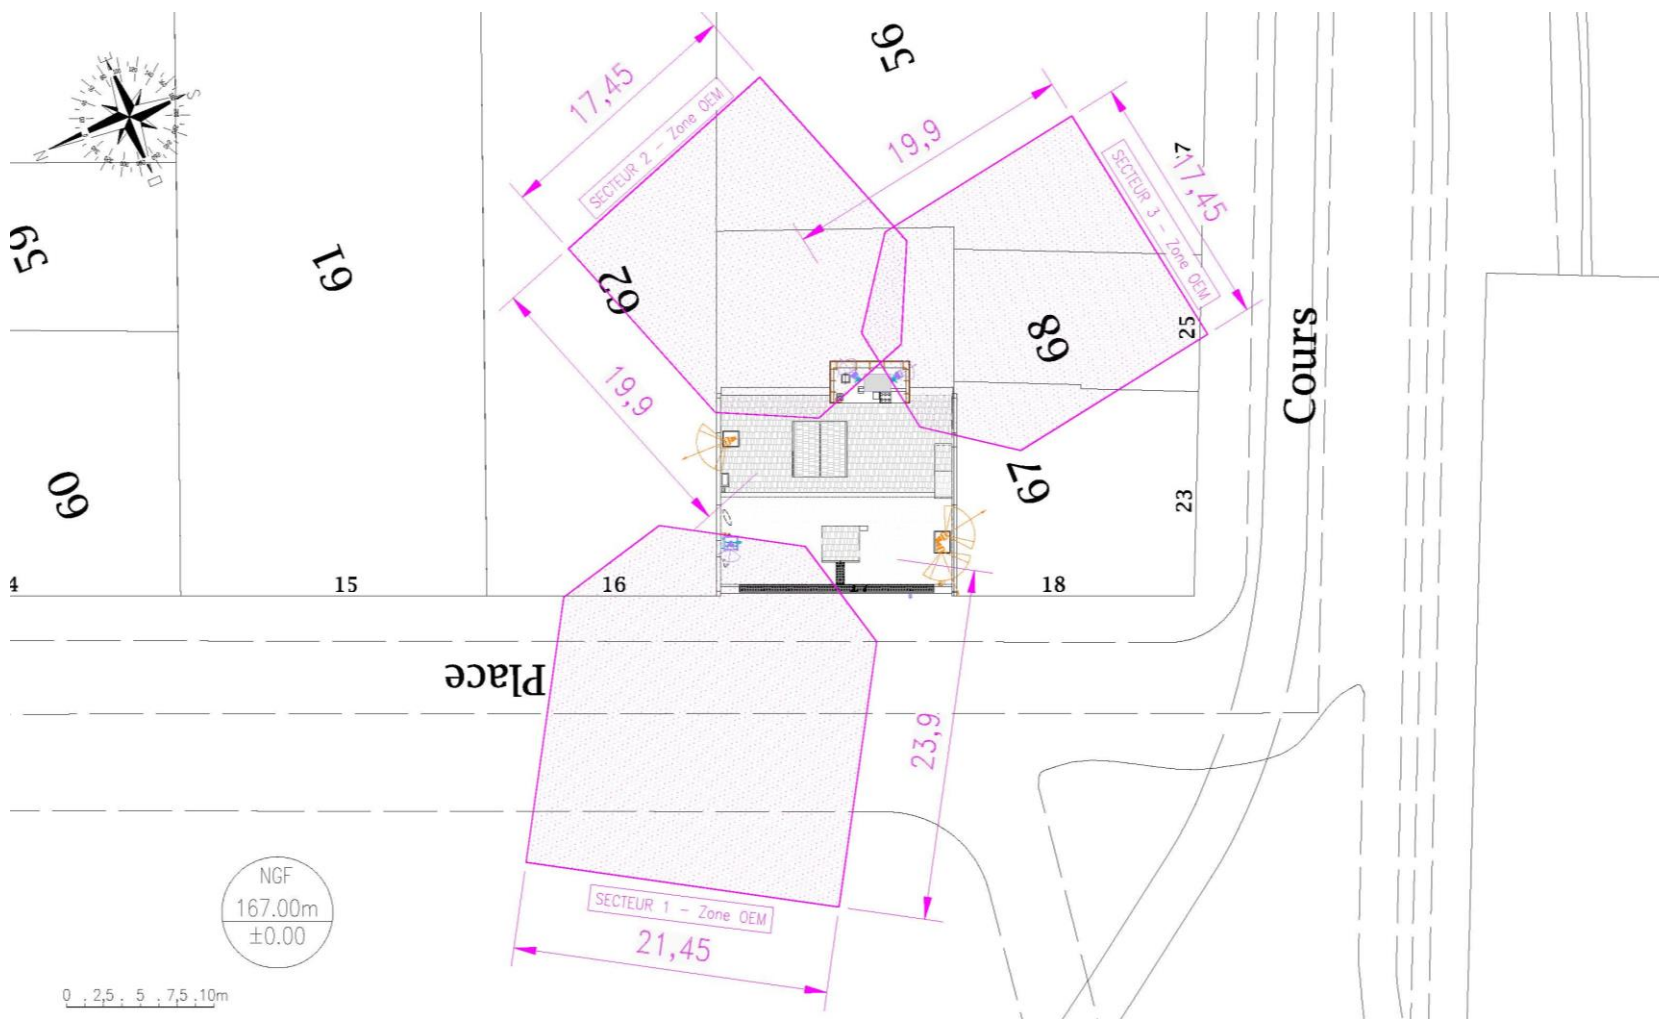 56
17,45
SECTEUR 2 - Zone OEM
19,9
.7
17,45
SECTEUR 3 - Zone OEM
S
N
59
61
62
68
25
Cours
19,9
60
67
23
4
15
16
18
Place
23,9
NGF
167.00m
±0.00
SECTEUR 1 - Zone OEM
21,45
0 2,5 5 7,5 10m